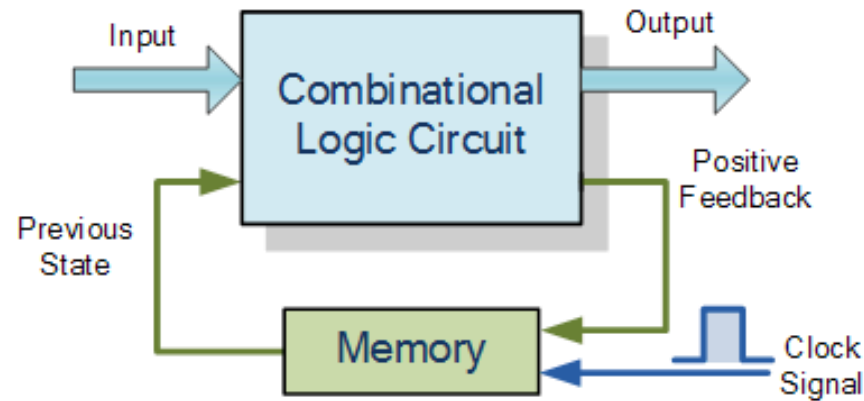 Input
Output
Combinational
Logic Circuit
Positive
Feedback
Previous
State
Memory
Clock
Signal